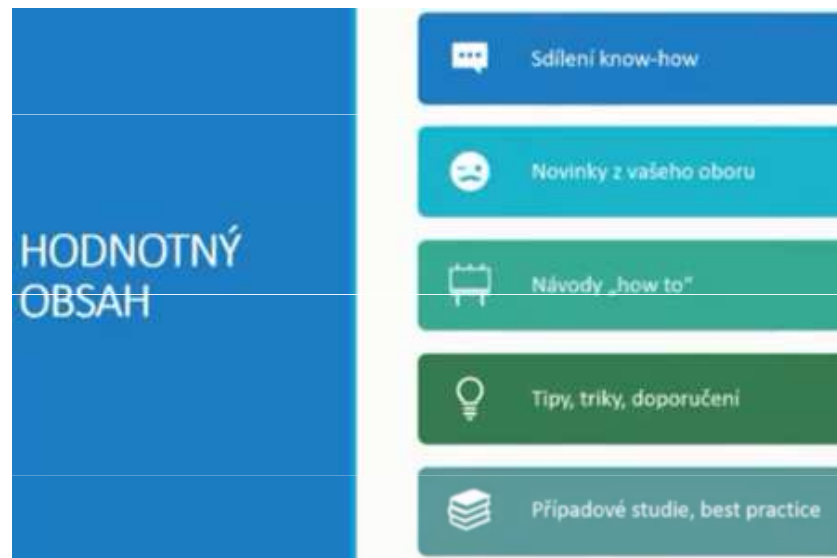 HODNOTNÝ
OBSAH
Sdílení know-how
Novinky z vašeho oboru
Návody „how to“
Tipy, triky, doporučení
Případové studie, best practice